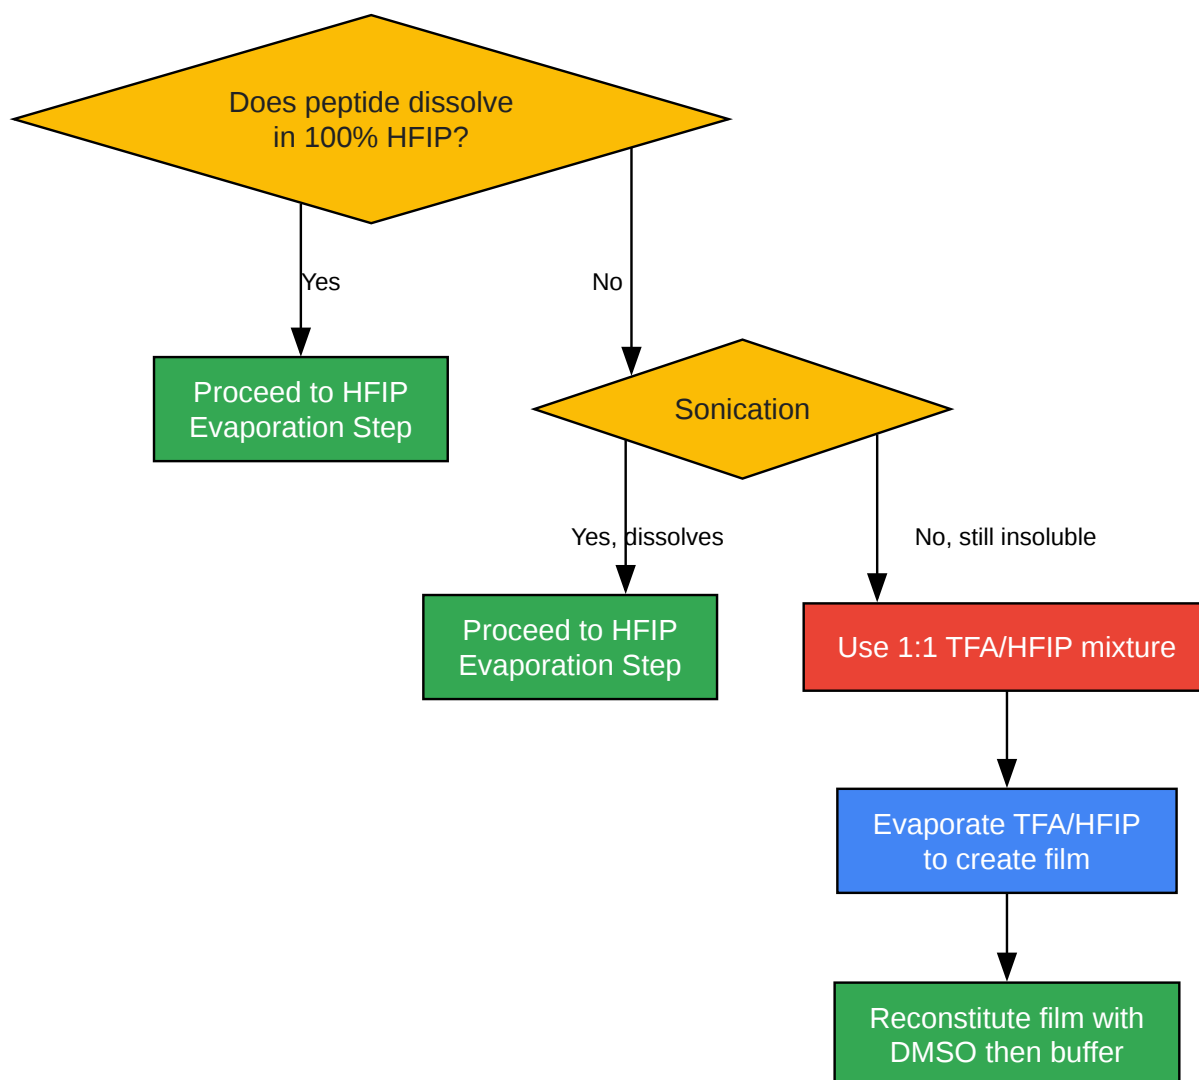 Does peptide dissolve
in 100% HFIP?
Yes
No
Proceed to HFIP
Evaporation Step
Sonication
Yes, dissolves
No, still insoluble
Proceed to HFIP
Evaporation Step
Use 1:1 TFA/HFIP mixture
Evaporate TFA/HFIP
to create film
Reconstitute film with
DMSO then buffer